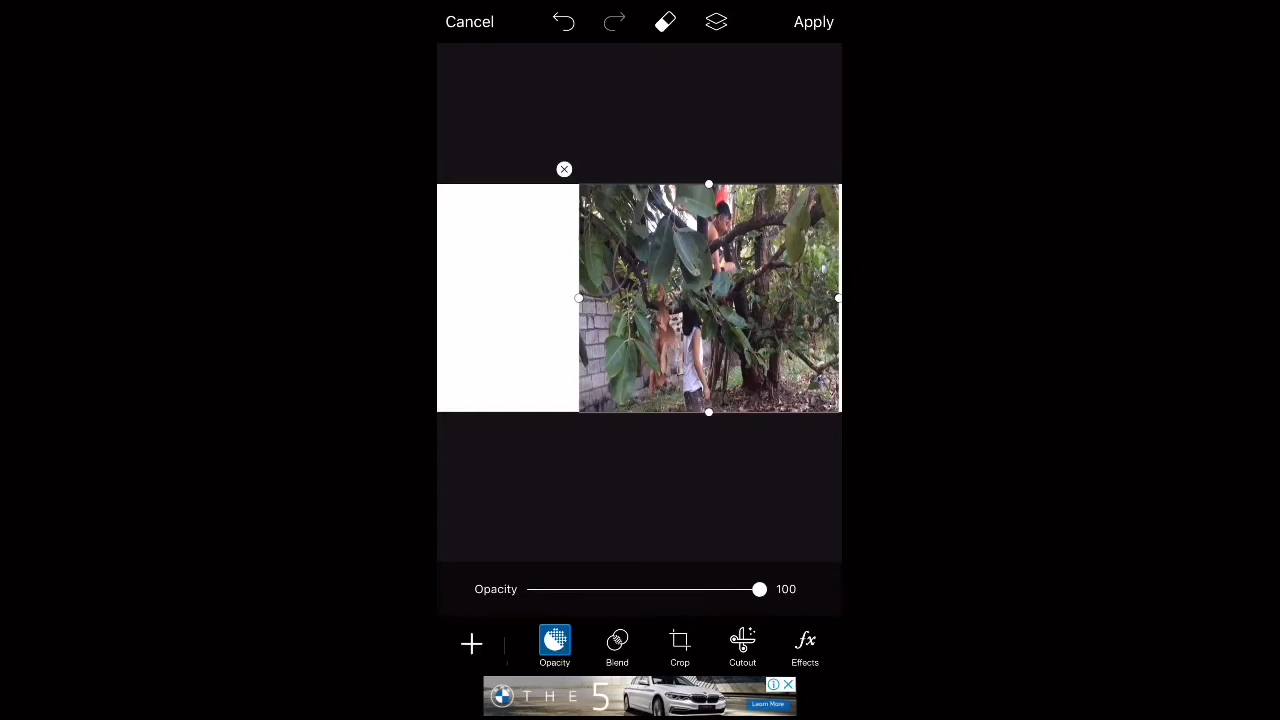 Cancel
Apply
Opacity 100
Opacity Blend Crop Cutout Effects
THE 5
Learn More